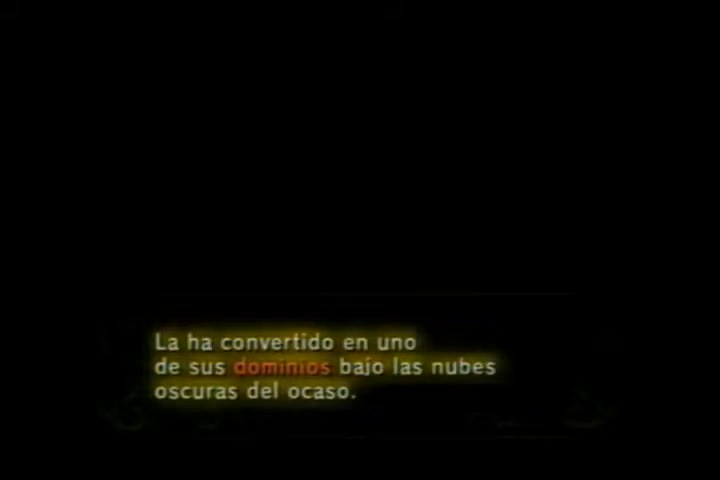 La ha convertido en uno
de sus dominios bajo las nubes
oscuras del ocaso.